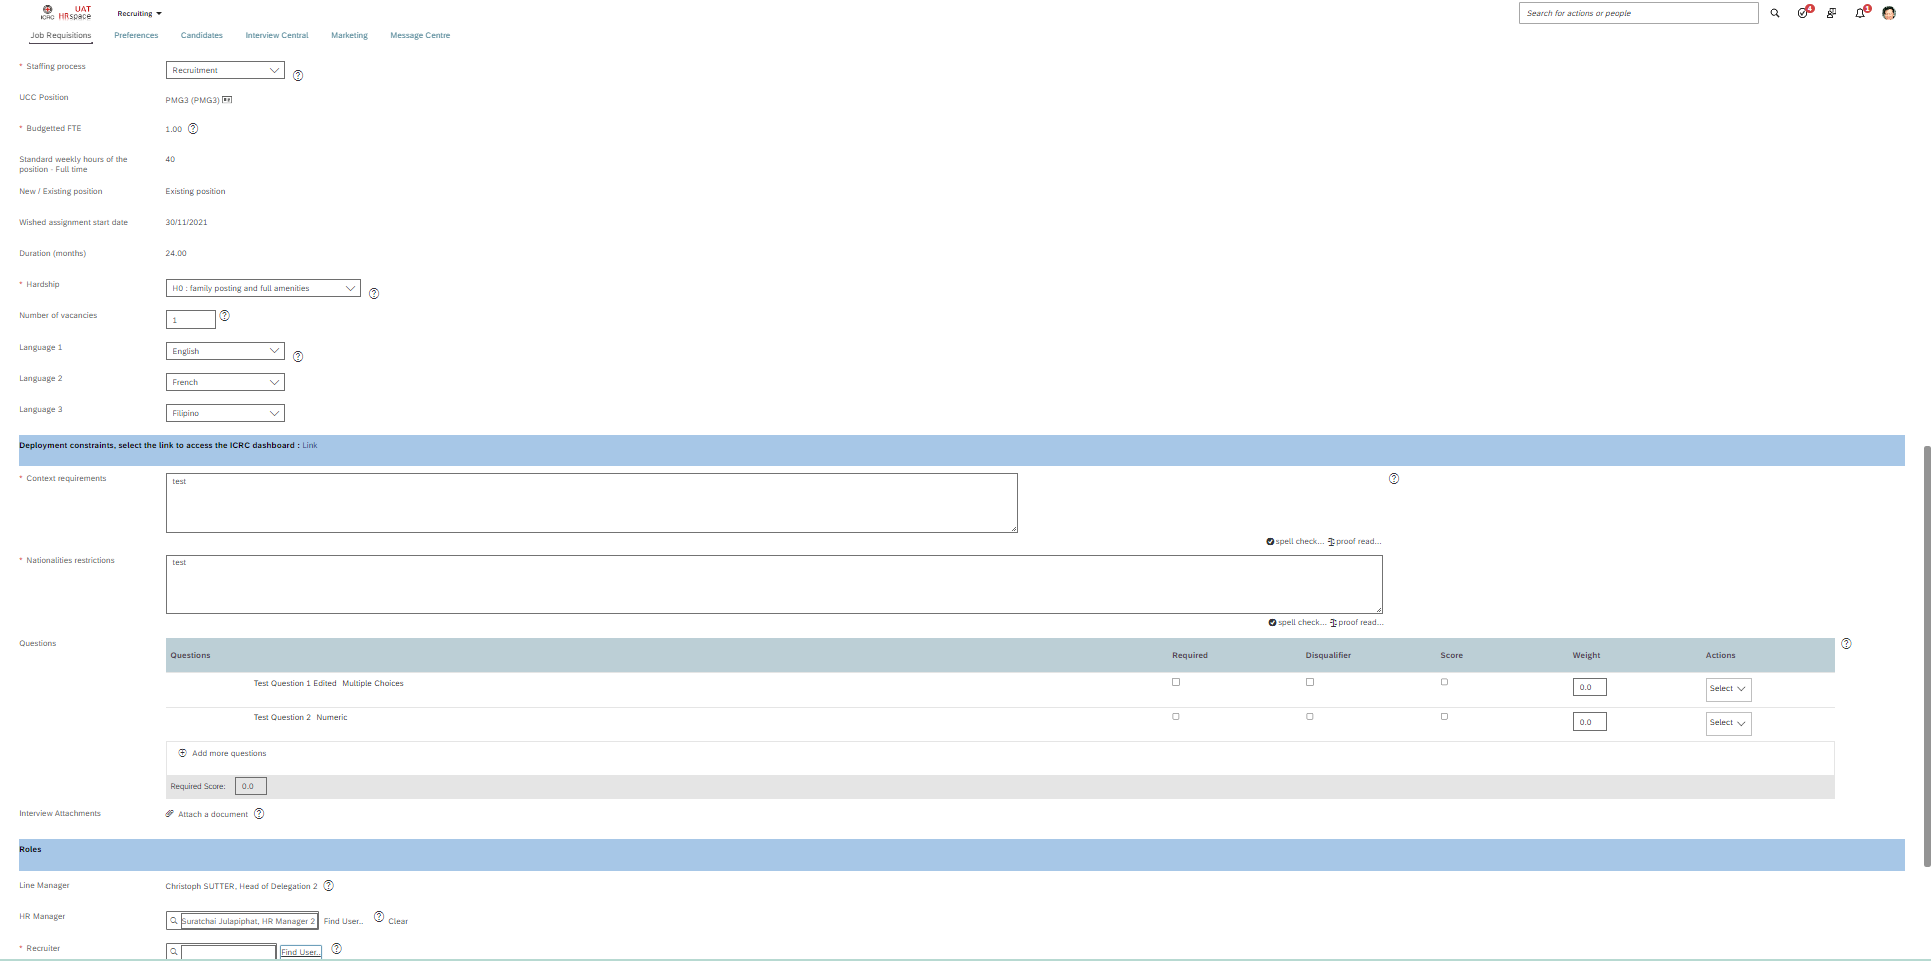 ICRC UAT HRspace
Recruiting
Search for actions or people
4
1
Job Requisitions Preferences Candidates Interview Central Marketing Message Centre
* Staffing process Recruitment
UCC Position PMG3 (PMG3)
* Budgetted FTE 1.00
Standard weekly hours of the position - Full time 40
New / Existing position Existing position
Wished assignment start date 30/11/2021
Duration (months) 24.00
* Hardship H0 : family posting and full amenities
Number of vacancies 1
Language 1 English
Language 2 French
Language 3 Filipino
Deployment constraints, select the link to access the ICRC dashboard : Link
* Context requirements test
spell check... proof read...
* Nationalities restrictions test
spell check... proof read...
Questions
Questions Required Disqualifier Score Weight Actions
Test Question 1 Edited Multiple Choices 0.0 Select
Test Question 2 Numeric 0.0 Select
Add more questions
Required Score: 0.0
Interview Attachments Attach a document
Roles
Line Manager Christoph SUTTER, Head of Delegation 2
HR Manager Suratchai Julapiphat, HR Manager 2 Find User.. Clear
* Recruiter Find User..